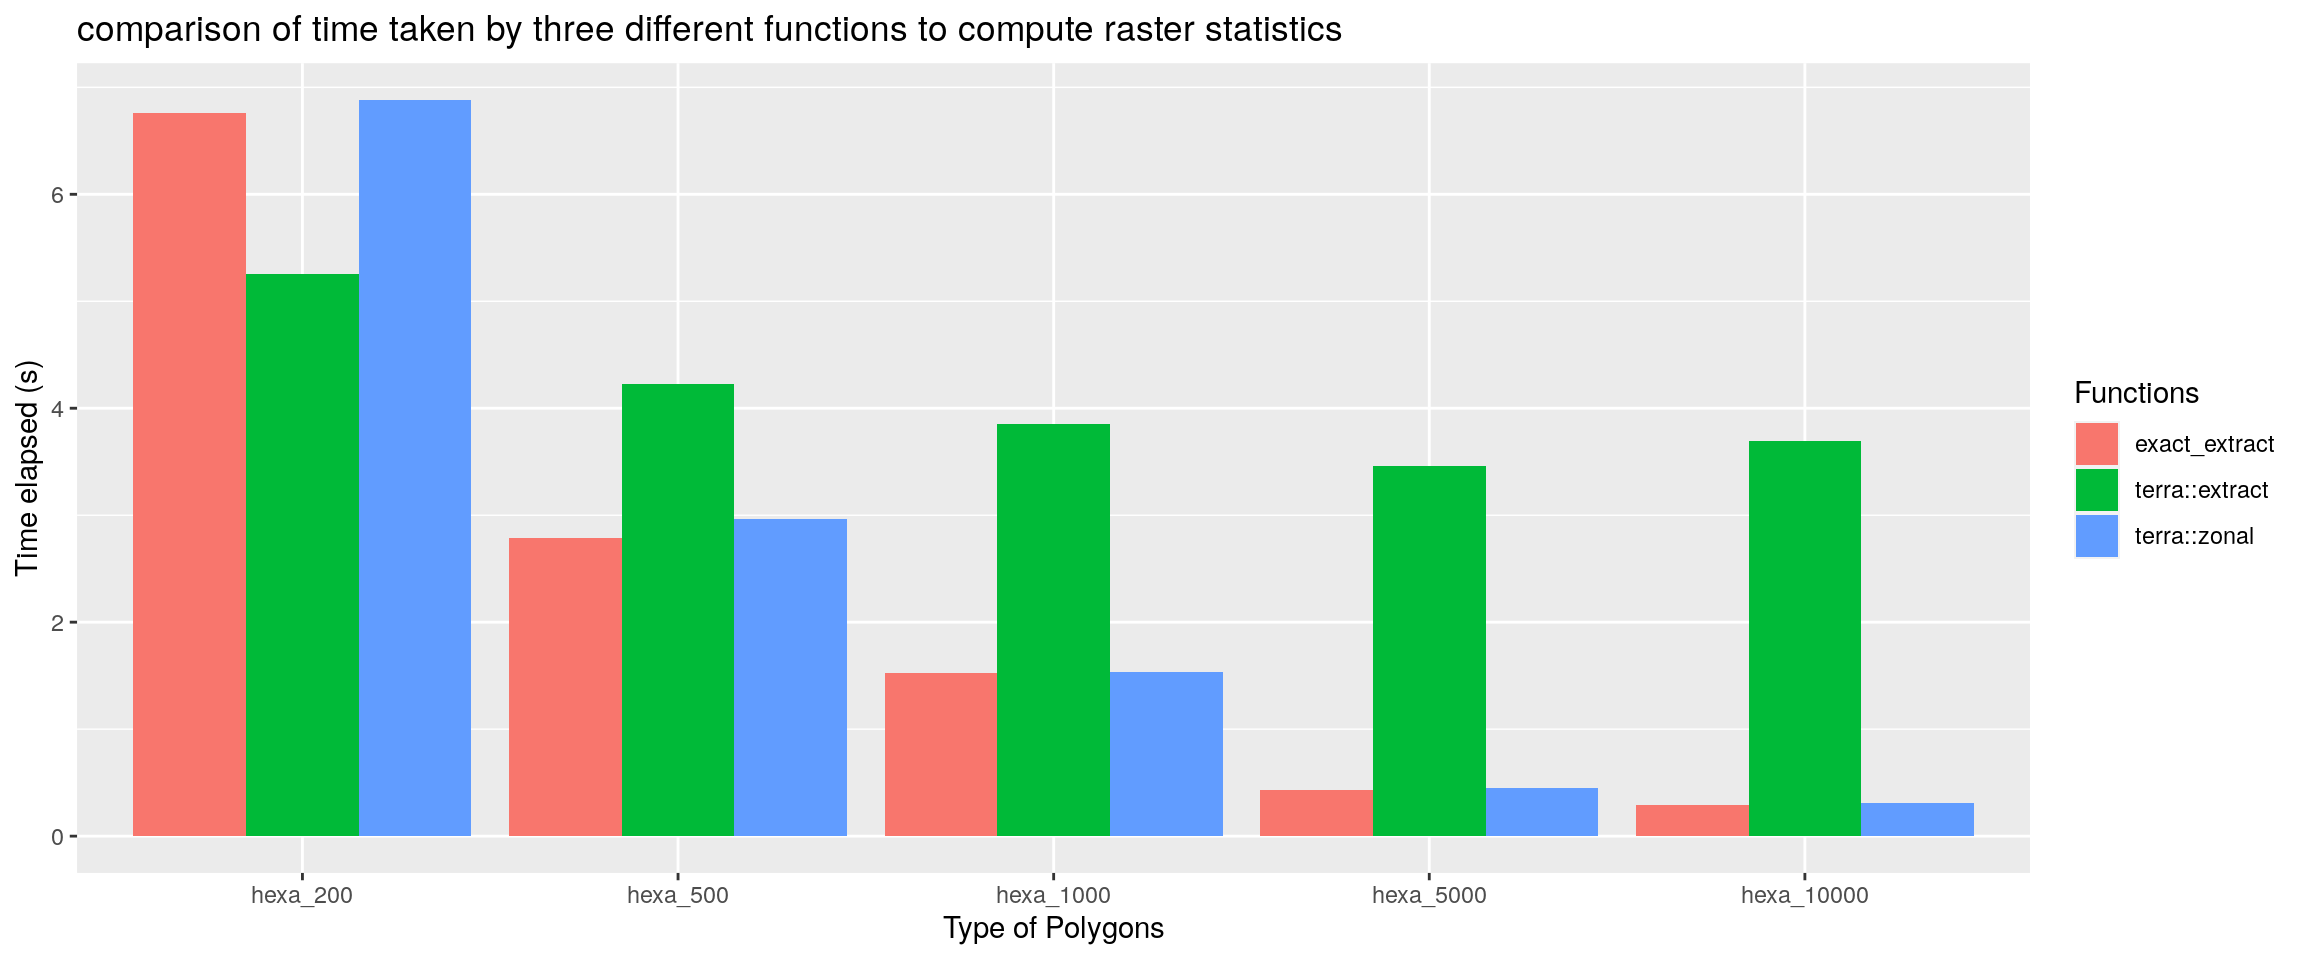 comparison of time taken by three different functions to compute raster statistics
Time elapsed (s)
6
4
2
0
hexa_200
hexa_500
hexa_1000
hexa_5000
hexa_10000
Type of Polygons
Functions
exact_extract
terra::extract
terra::zonal